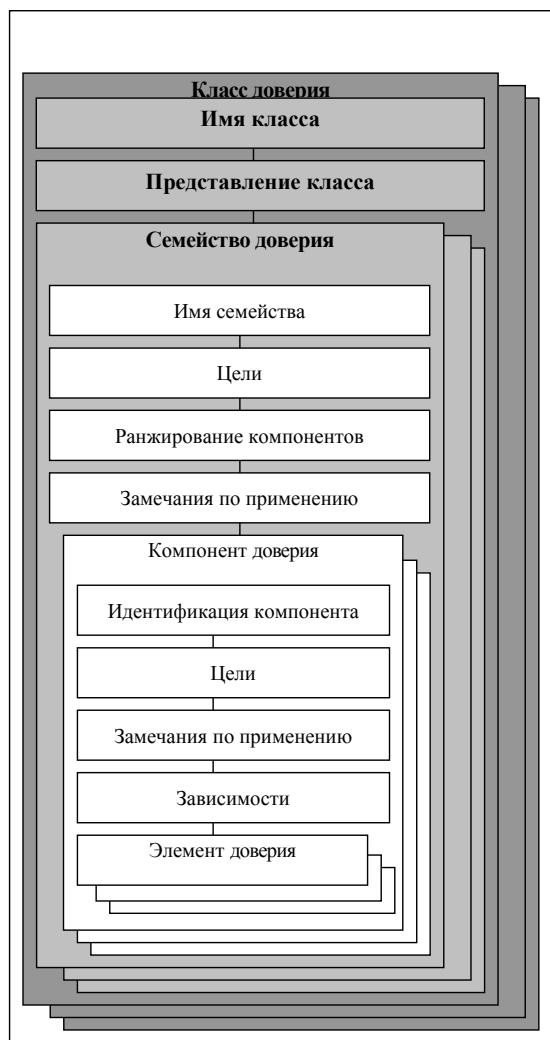 Класс доверия
Имя класса
Представление класса
Семейство доверия
Имя семейства
Цели
Ранжирование компонентов
Замечания по применению
Компонент доверия
Идентификация компонента
Цели
Замечания по применению
Зависимости
Элемент доверия